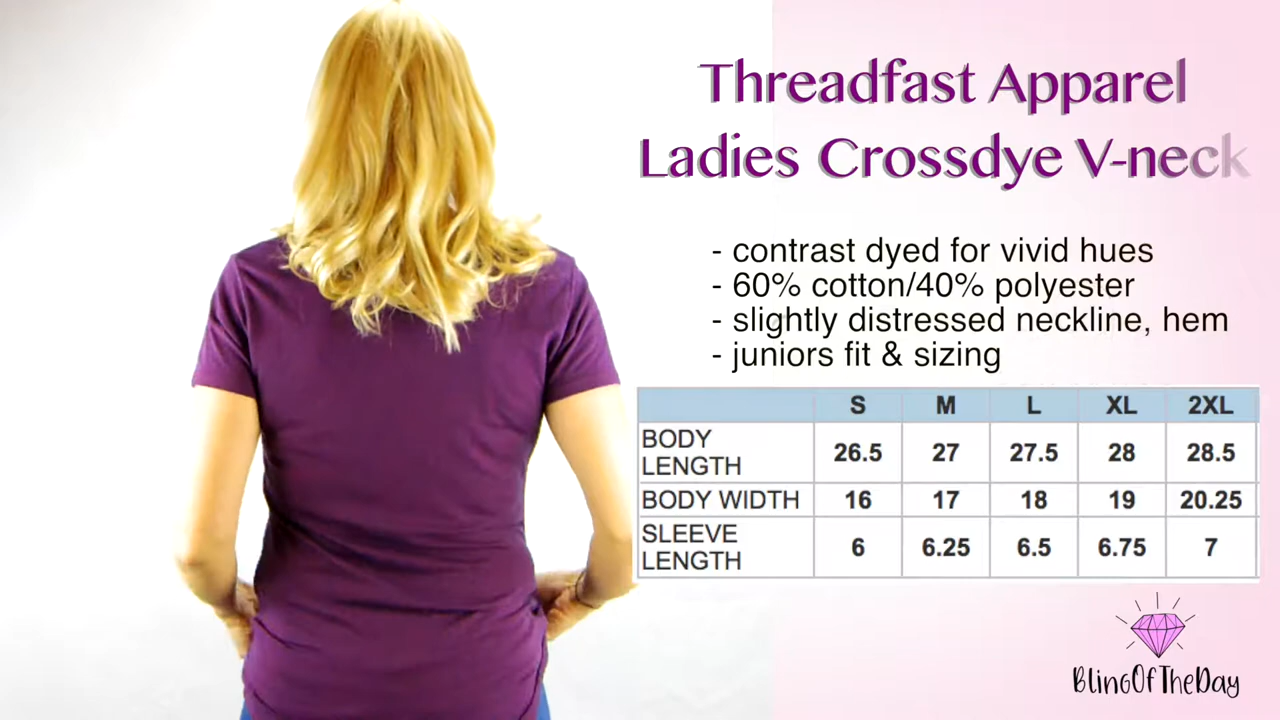 Threadfast Apparel
Ladies Crossdye V-neck
- contrast dyed for vivid hues
- 60% cotton/40% polyester
- slightly distressed neckline, hem
- juniors fit & sizing
S M L XL 2XL
BODY
LENGTH 26.5 27 27.5 28 28.5
BODY WIDTH 16 17 18 19 20.25
SLEEVE
LENGTH 6 6.25 6.5 6.75 7
BlingOfTheDay